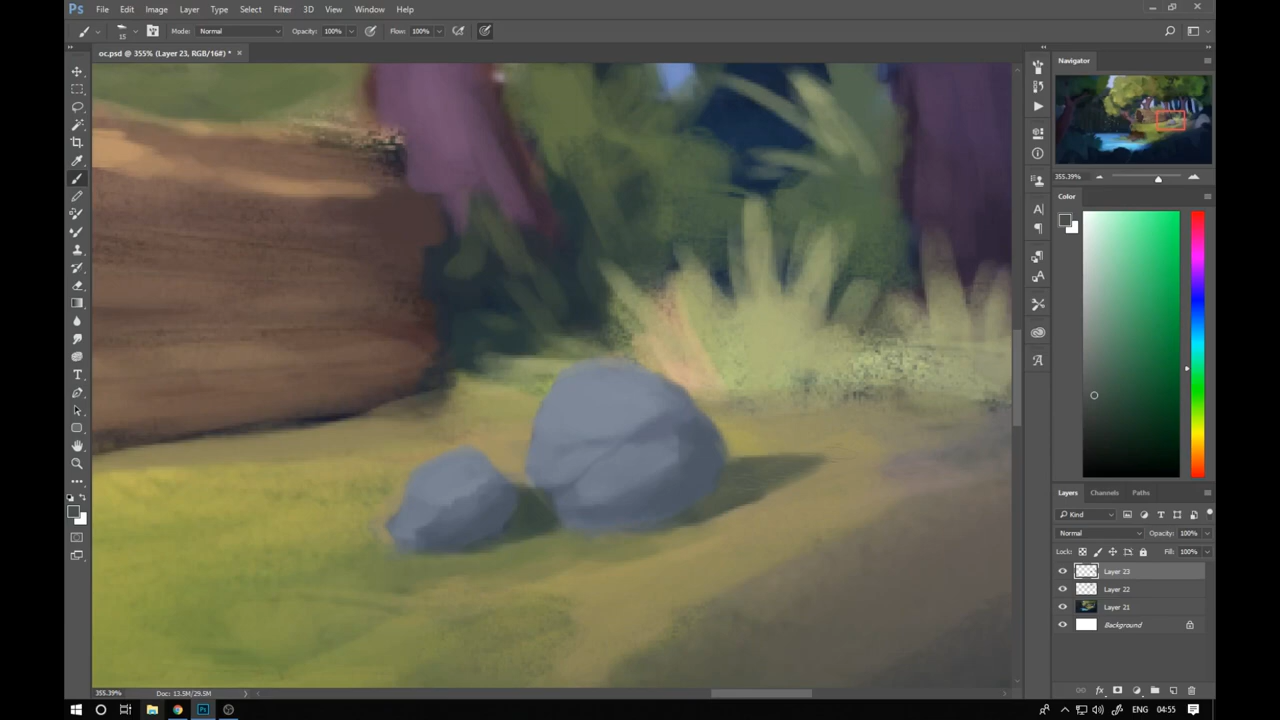 Ps File Edit Image Layer Type Select Filter 3D View Window Help
15 Mode: Normal Opacity: 100% Flow: 100%
oc.psd @ 355% (Layer 23, RGB/16#) * ×
Navigator
355.39%
Color
Layers Channels Paths
Kind
Normal Opacity: 100%
Lock: Fill: 100%
Layer 23
Layer 22
Layer 21
Background
355.39% Doc: 13.5M/29.5M
Ps ENG 04:55